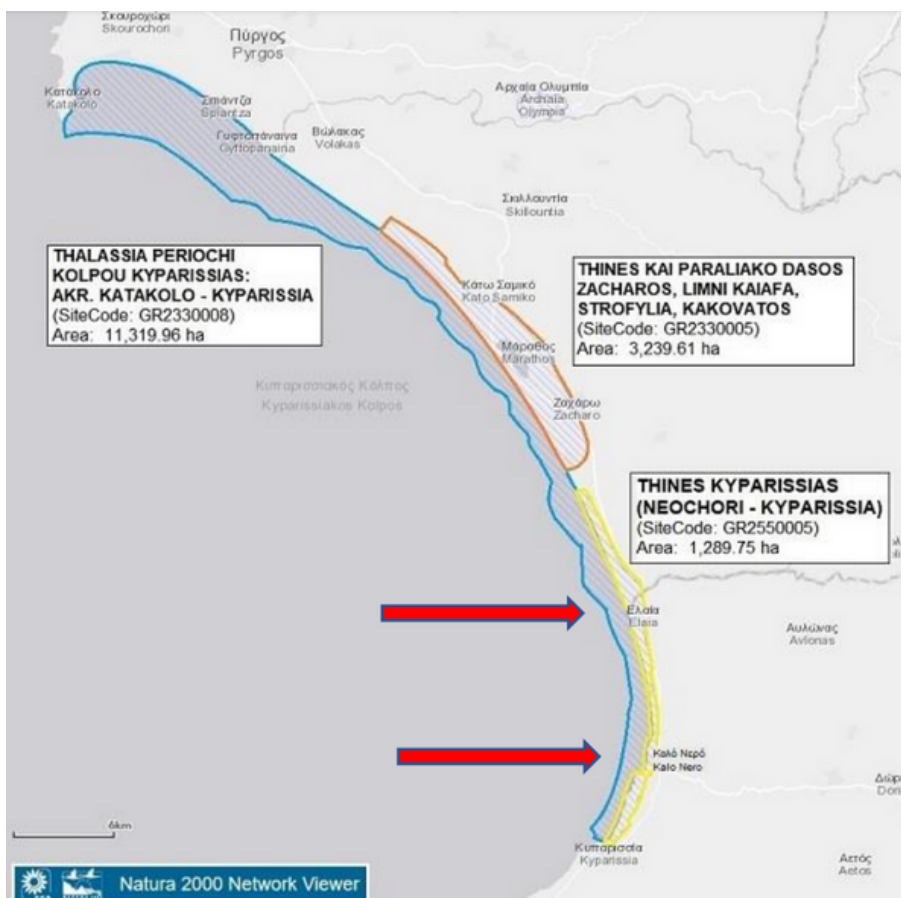 Σκουροχώρι
Skourochori
Πύργος
Pyrgos
Κατάκολο
Katakolo
Σπιάντζα
Spiantza
Αρχαία Ολυμπία
Archaia
Olympia
Βώλακας
Volakas
Σκιλλουντία
Skillountia
THALASSIA PERIOCHI
KOLPOU KYPARISSIAS:
AKR. KATAKOLO - KYPARISSIA
(SiteCode: GR2330008)
Area: 11,319.96 ha
Κάτω Σαμικό
Kato Samiko
THINES KAI PARALIAKO DASOS
ZACHAROS, LIMNI KAIAFA,
STROFYLIA, KAKOVATOS
(SiteCode: GR2330005)
Area: 3,239.61 ha
Μάραθος
Marathos
Κυπαρισσιακός Κόλπος
Kyparissiakos Kolpos
Ζαχάρω
Zacharo
THINES KYPARISSIAS
(NEOCHORI - KYPARISSIA)
(SiteCode: GR2550005)
Area: 1,289.75 ha
Ελαία
Elaia
Αυλώνας
Avlonas
Καλό Νερό
Kalo Nero
6km
Κυπαρισσία
Kyparissia
Αετός
Aetos
Natura 2000 Network Viewer